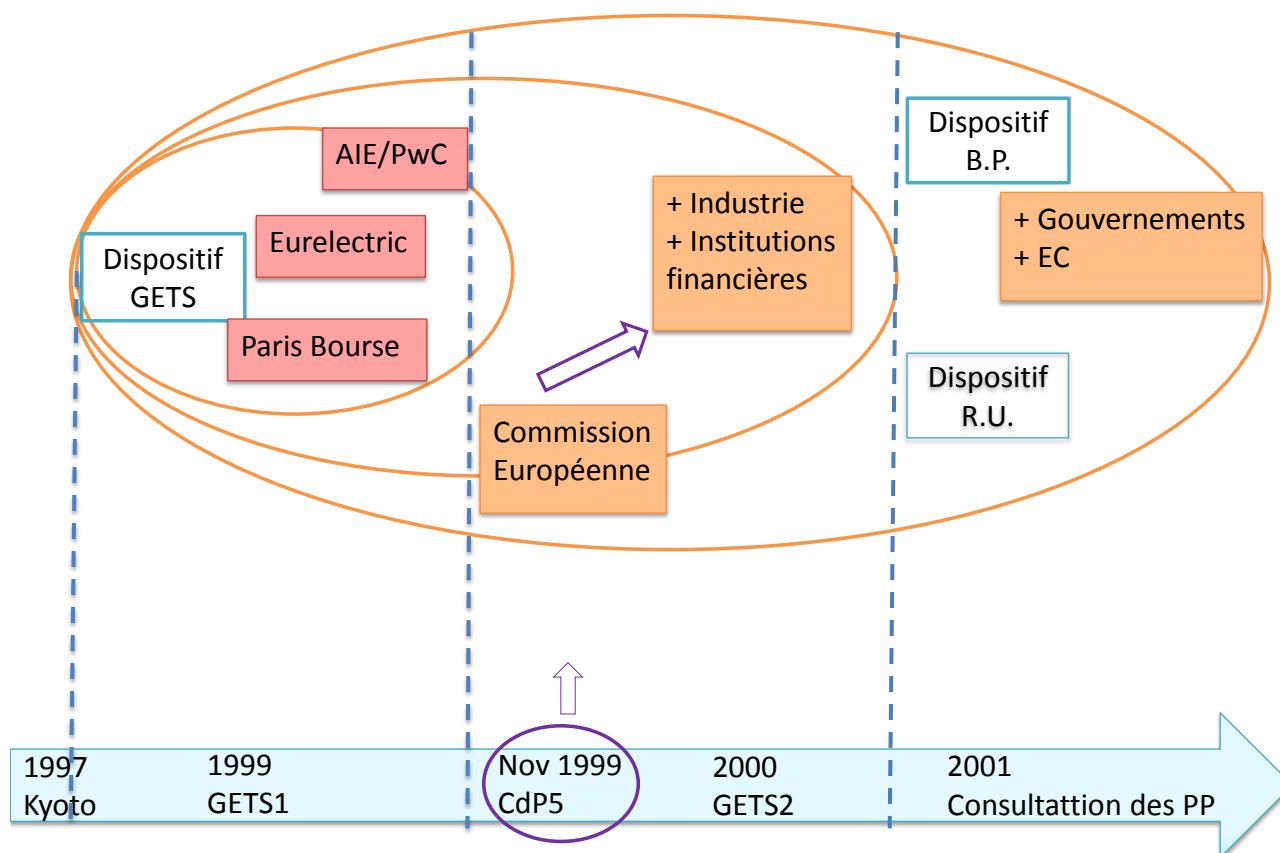 AIE/PwC
Eurelectric
Dispositif
GETS
Paris Bourse
+ Industrie
+ Institutions
financières
Commission
Européenne
Dispositif
B.P.
+ Gouvernements
+ EC
Dispositif
R.U.
1997
Kyoto
1999
GETS1
Nov 1999
CdP5
2000
GETS2
2001
Consultattion des PP